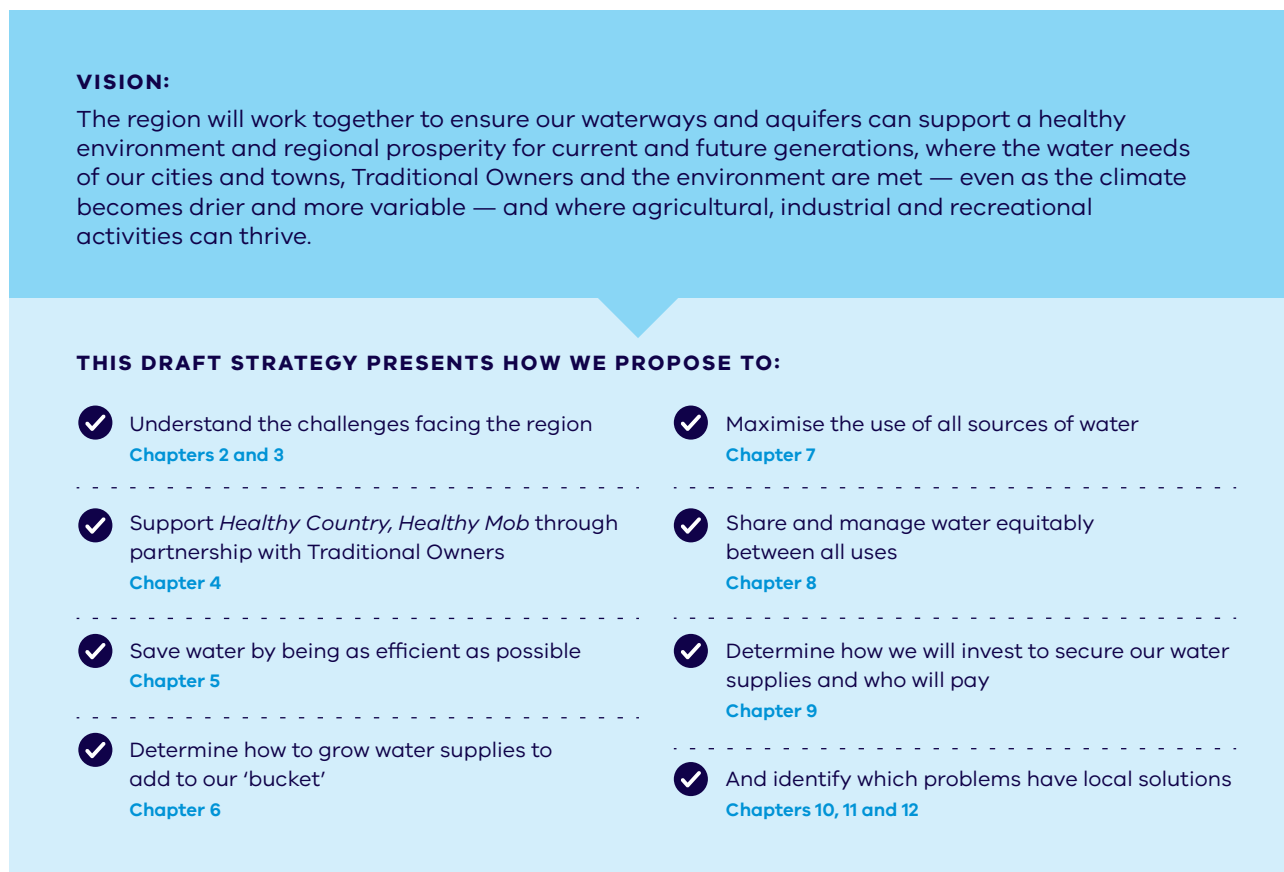 VISION:
The region will work together to ensure our waterways and aquifers can support a healthy
environment and regional prosperity for current and future generations, where the water needs
of our cities and towns, Traditional Owners and the environment are met — even as the climate
becomes drier and more variable — and where agricultural, industrial and recreational
activities can thrive.
THIS DRAFT STRATEGY PRESENTS HOW WE PROPOSE TO:
Understand the challenges facing the region
Chapters 2 and 3
Support Healthy Country, Healthy Mob through
partnership with Traditional Owners
Chapter 4
Save water by being as efficient as possible
Chapter 5
Determine how to grow water supplies to
add to our ‘bucket’
Chapter 6
Maximise the use of all sources of water
Chapter 7
Share and manage water equitably
between all uses
Chapter 8
Determine how we will invest to secure our water
supplies and who will pay
Chapter 9
And identify which problems have local solutions
Chapters 10, 11 and 12